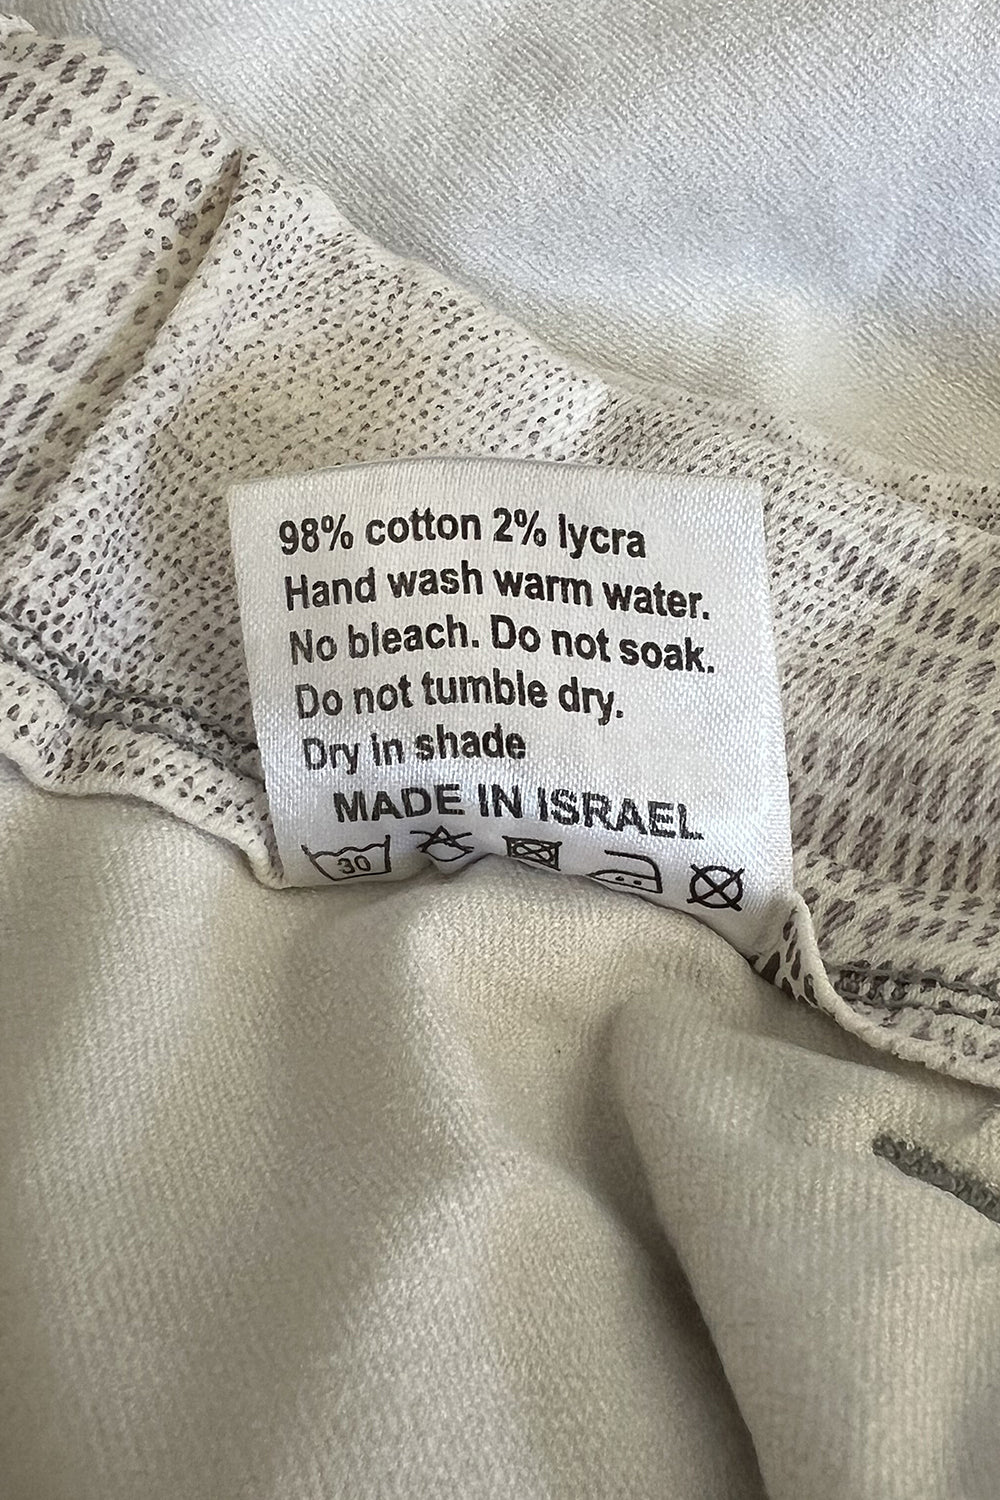 98% cotton 2% lycra
Hand wash warm water.
No bleach. Do not soak.
Do not tumble dry.
Dry in shade
MADE IN ISRAEL
30